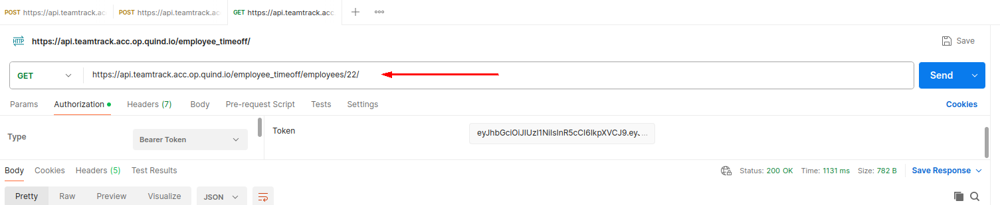 POST https://api.teamtrack.ac POST https://api.teamtrack.ac GET https://api.teamtrack.acc
HTTP https://api.teamtrack.acc.op.quind.io/employee_timeoff/ Save
GET https://api.teamtrack.acc.op.quind.io/employee_timeoff/employees/22/ Send
Params Authorization Headers (7) Body Pre-request Script Tests Settings Cookies
Type Bearer Token Token eyJhbGciOiJIUzI1NiIsInR5cCI6IkpXVCJ9.eyJ...
Body Cookies Headers (5) Test Results Status: 200 OK Time: 1131 ms Size: 782 B Save Response
Pretty Raw Preview Visualize JSON